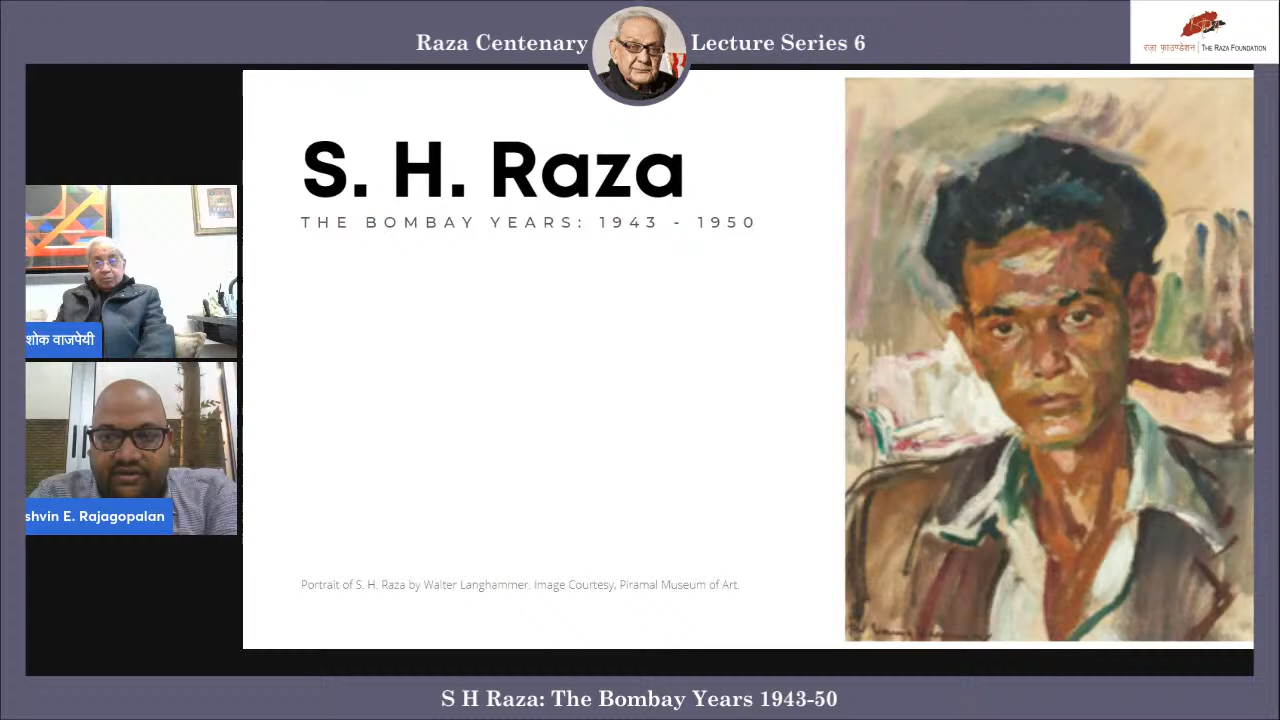 Raza Centenary Lecture Series 6
रज़ा फ़ाउण्डेशन | THE RAZA FOUNDATION
S. H. Raza
THE BOMBAY YEARS: 1943 - 1950
शोक वाजपेयी
shvin E. Rajagopalan
Portrait of S. H. Raza by Walter Langhammer. Image Courtesy, Piramal Museum of Art.
S H Raza: The Bombay Years 1943-50